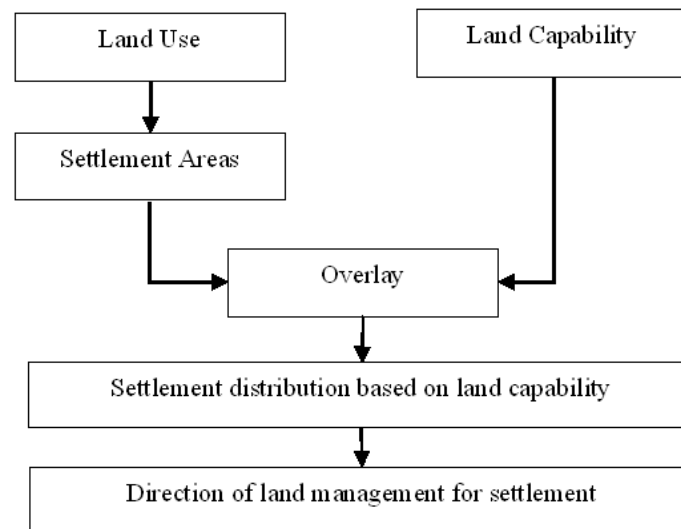 Land Use
Land Capability
Settlement Areas
Overlay
Settlement distribution based on land capability
Direction of land management for settlement